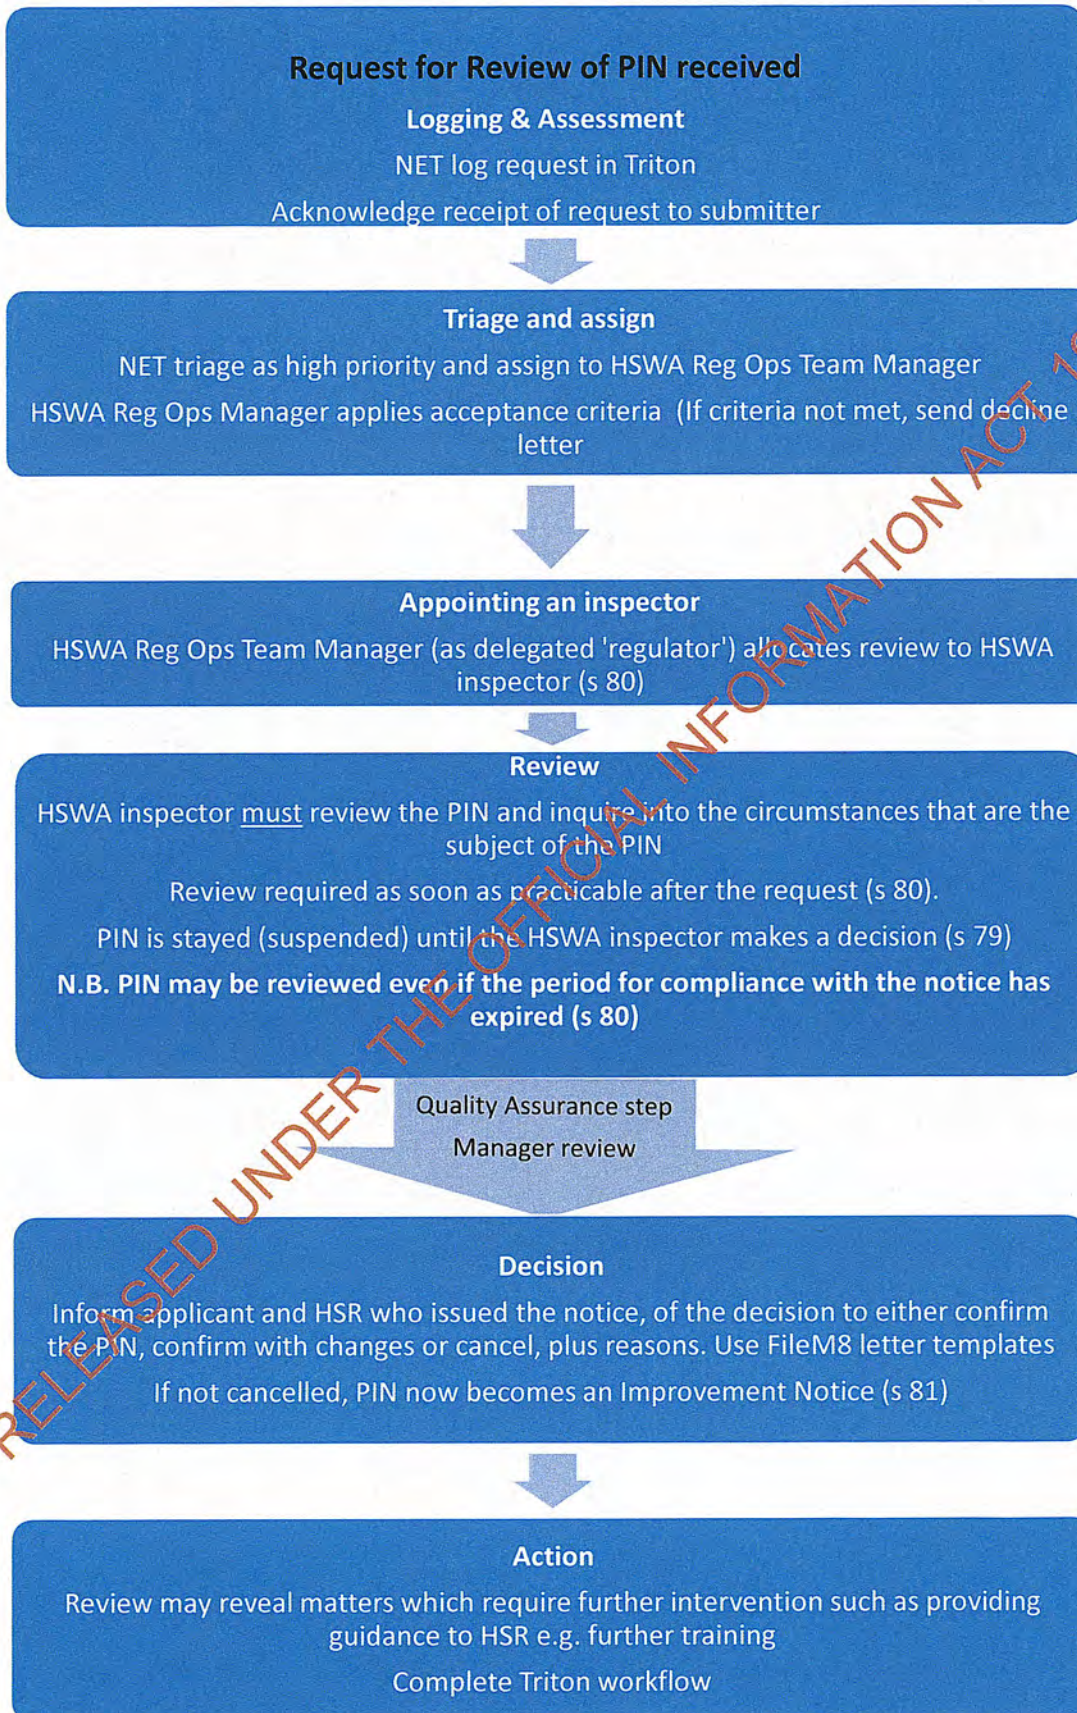 Request for Review of PIN received
Logging & Assessment
NET log request in Triton
Acknowledge receipt of request to submitter
Triage and assign
NET triage as high priority and assign to HSWA Reg Ops Team Manager
HSWA Reg Ops Manager applies acceptance criteria (If criteria not met, send decline
letter
Appointing an inspector
HSWA Reg Ops Team Manager (as delegated 'regulator') allocates review to HSWA
inspector (s 80)
Review
HSWA inspector must review the PIN and inquire into the circumstances that are the
subject of the PIN
Review required as soon as practicable after the request (s 80).
PIN is stayed (suspended) until the HSWA inspector makes a decision (s 79)
N.B. PIN may be reviewed even if the period for compliance with the notice has
expired (s 80)
Quality Assurance step
Manager review
Decision
Inform applicant and HSR who issued the notice, of the decision to either confirm
the PIN, confirm with changes or cancel, plus reasons. Use FileM8 letter templates
If not cancelled, PIN now becomes an Improvement Notice (s 81)
Action
Review may reveal matters which require further intervention such as providing
guidance to HSR e.g. further training
Complete Triton workflow
RELEASED UNDER THE OFFICIAL INFORMATION ACT